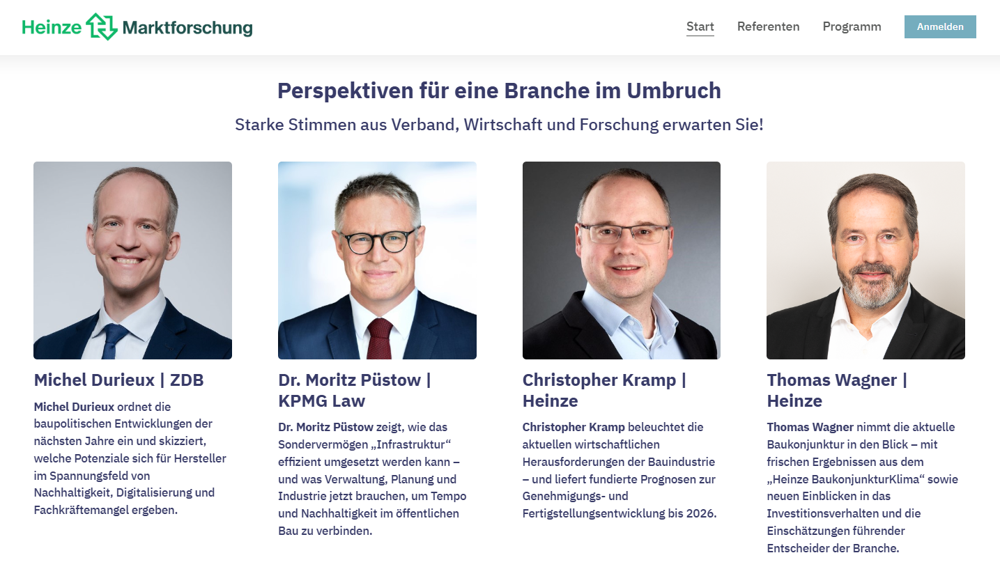 Heinze Marktforschung
Start
Referenten
Programm
Anmelden
Perspektiven für eine Branche im Umbruch
Starke Stimmen aus Verband, Wirtschaft und Forschung erwarten Sie!
Michel Durieux | ZDB
Michel Durieux ordnet die
baupolitischen Entwicklungen der
nächsten Jahre ein und skizziert,
welche Potenziale sich für Hersteller
im Spannungsfeld von
Nachhaltigkeit, Digitalisierung und
Fachkräftemangel ergeben.
Dr. Moritz Püstow |
KPMG Law
Dr. Moritz Püstow zeigt, wie das
Sondervermögen „Infrastruktur“
effizient umgesetzt werden kann –
und was Verwaltung, Planung und
Industrie jetzt brauchen, um Tempo
und Nachhaltigkeit im öffentlichen
Bau zu verbinden.
Christopher Kramp |
Heinze
Christopher Kramp beleuchtet die
aktuellen wirtschaftlichen
Herausforderungen der Bauindustrie
– und liefert fundierte Prognosen zur
Genehmigungs- und
Fertigstellungsentwicklung bis 2026.
Thomas Wagner |
Heinze
Thomas Wagner nimmt die aktuelle
Baukonjunktur in den Blick – mit
frischen Ergebnissen aus dem
„Heinze BaukonjunkturKlima“ sowie
neuen Einblicken in das
Investitionsverhalten und die
Einschätzungen führender
Entscheider der Branche.